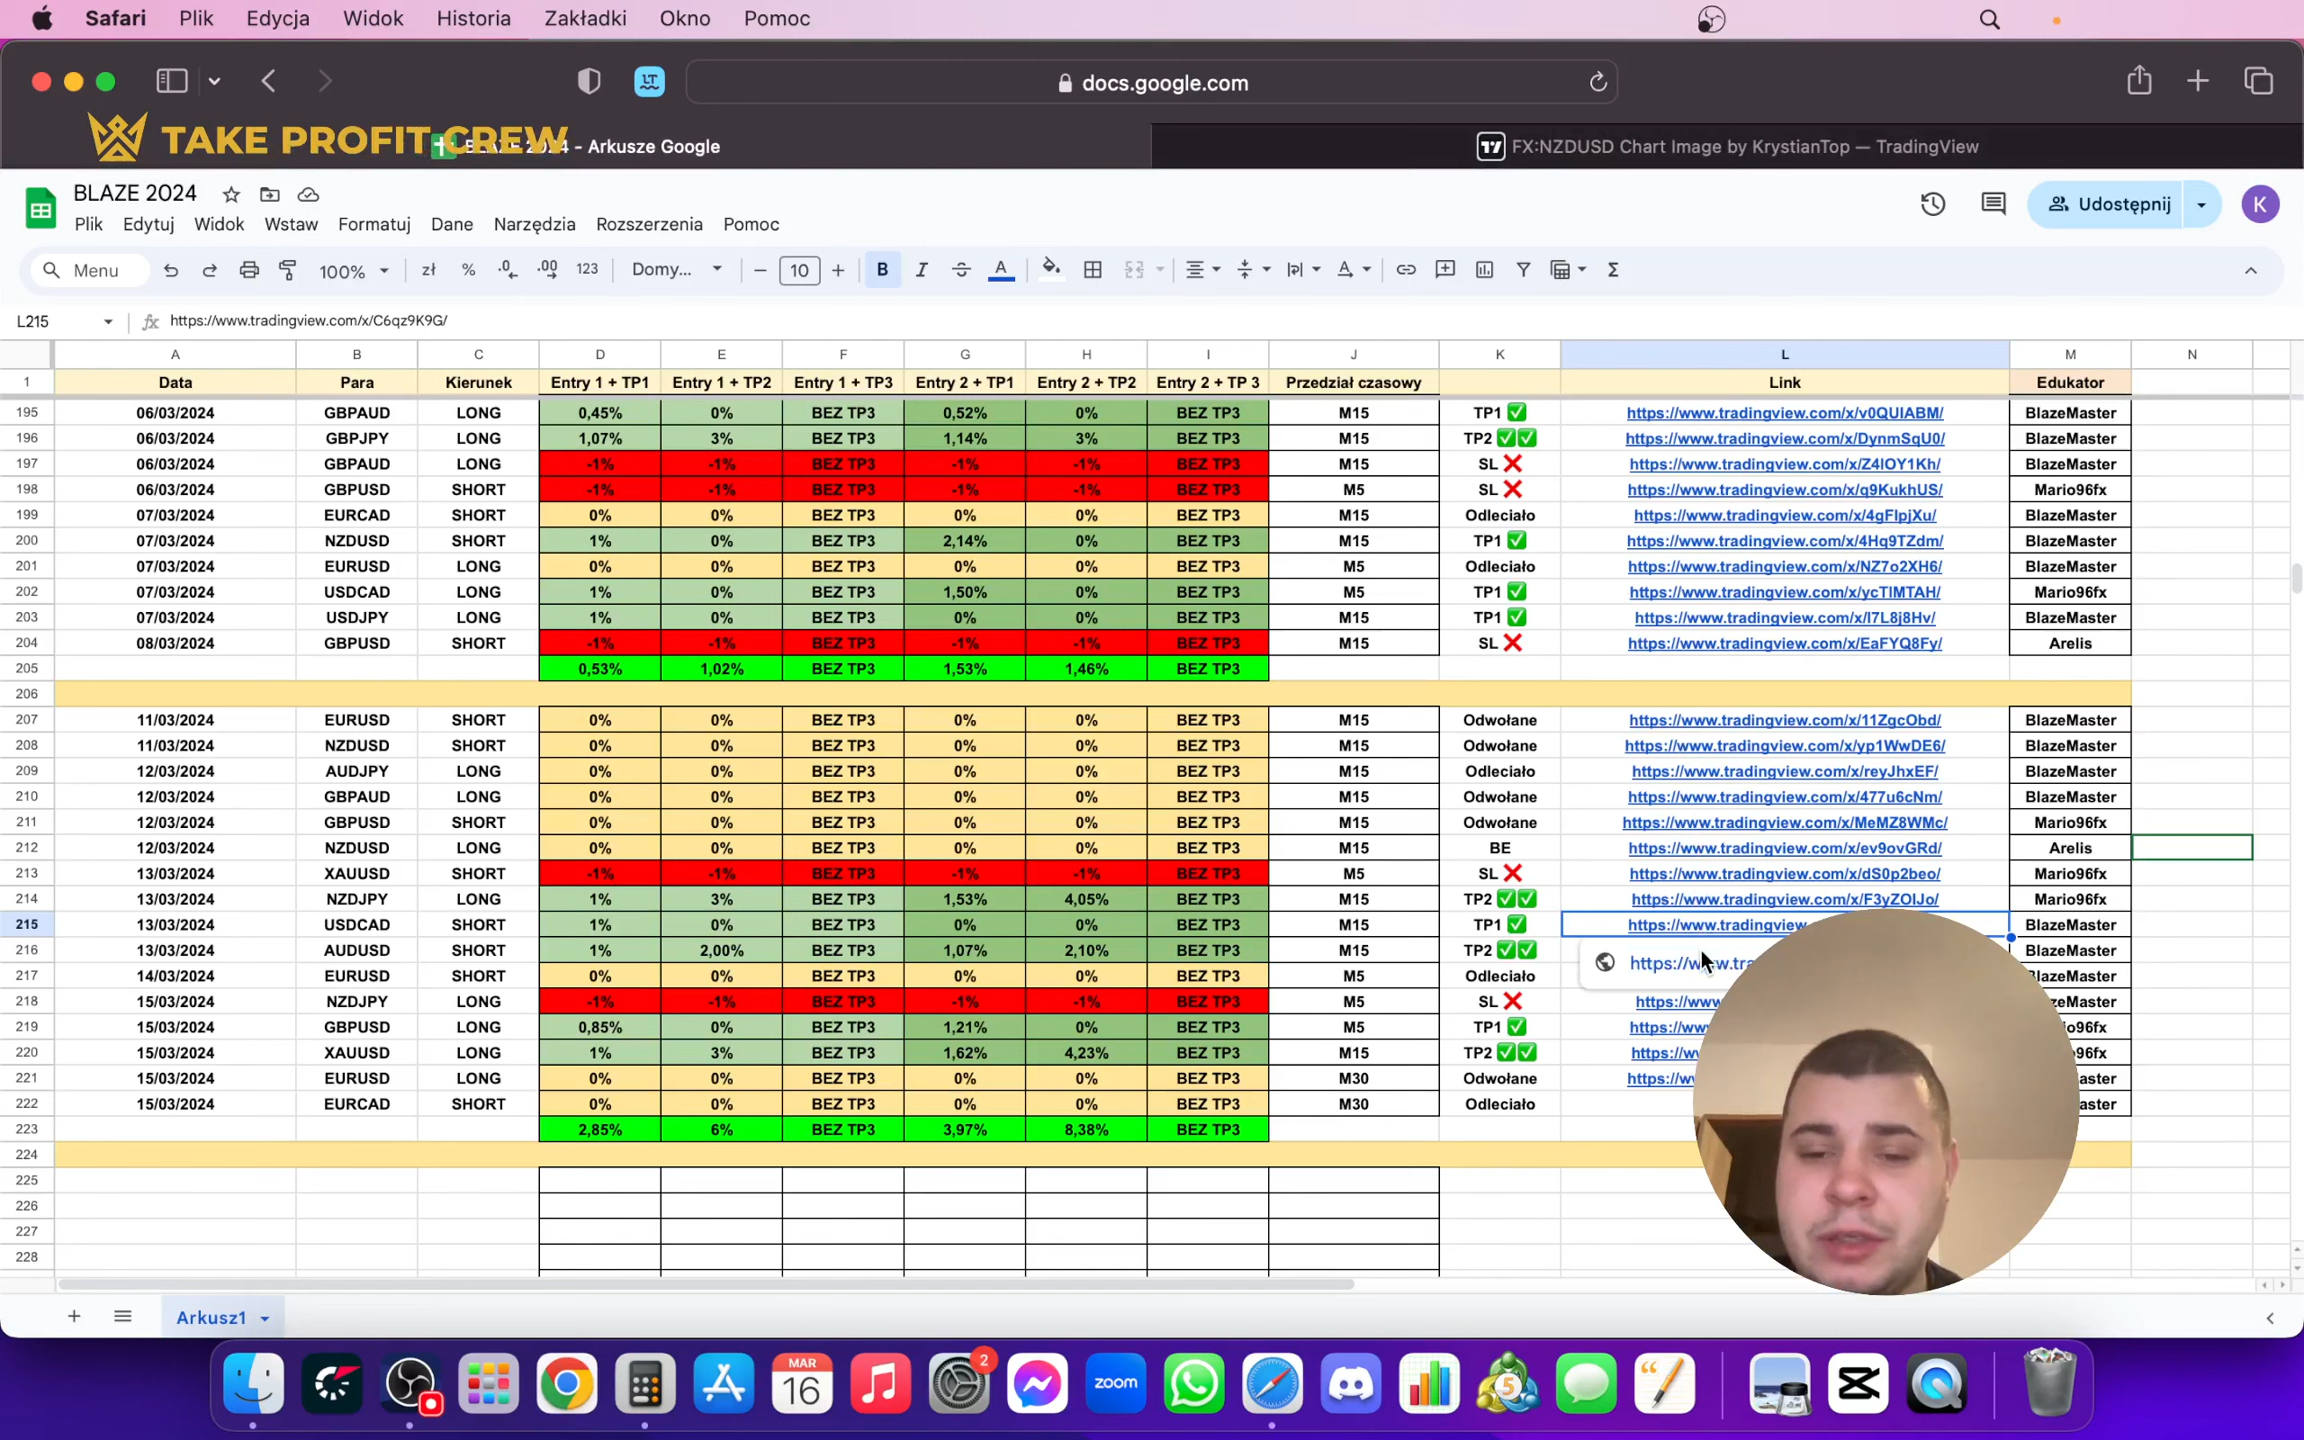 Safari Plik Edycja Widok Historia Zakładki Okno Pomoc
docs.google.com
TAKE PROFIT CREW
- Arkusze Google
FX:NZDUSD Chart Image by KrystianTop — TradingView
BLAZE 2024
Udostępnij
K
Plik Edytuj Widok Wstaw Formatuj Dane Narzędzia Rozszerzenia Pomoc
Menu 100% zł % .0 .00 123 Domy... 10 B I A
L215 fx https://www.tradingview.com/x/C6qz9K9G/
A B C D E F G H I J K L M N
1 Data Para Kierunek Entry 1 + TP1 Entry 1 + TP2 Entry 1 + TP3 Entry 2 + TP1 Entry 2 + TP2 Entry 2 + TP 3 Przedział czasowy Link Edukator
195 06/03/2024 GBPAUD LONG 0,45% 0% BEZ TP3 0,52% 0% BEZ TP3 M15 TP1 ✅ https://www.tradingview.com/x/v0QUIABM/ BlazeMaster
196 06/03/2024 GBPJPY LONG 1,07% 3% BEZ TP3 1,14% 3% BEZ TP3 M15 TP2 ✅✅ https://www.tradingview.com/x/DynmSqU0/ BlazeMaster
197 06/03/2024 GBPAUD LONG -1% -1% BEZ TP3 -1% -1% BEZ TP3 M15 SL ❌ https://www.tradingview.com/x/Z4IOY1Kh/ BlazeMaster
198 06/03/2024 GBPUSD SHORT -1% -1% BEZ TP3 -1% -1% BEZ TP3 M5 SL ❌ https://www.tradingview.com/x/q9KukhUS/ Mario96fx
199 07/03/2024 EURCAD SHORT 0% 0% BEZ TP3 0% 0% BEZ TP3 M15 Odleciało https://www.tradingview.com/x/4gFlpjXu/ BlazeMaster
200 07/03/2024 NZDUSD SHORT 1% 0% BEZ TP3 2,14% 0% BEZ TP3 M15 TP1 ✅ https://www.tradingview.com/x/4Hq9TZdm/ BlazeMaster
201 07/03/2024 EURUSD LONG 0% 0% BEZ TP3 0% 0% BEZ TP3 M5 Odleciało https://www.tradingview.com/x/NZ7o2XH6/ BlazeMaster
202 07/03/2024 USDCAD LONG 1% 0% BEZ TP3 1,50% 0% BEZ TP3 M5 TP1 ✅ https://www.tradingview.com/x/ycTlMTAH/ Mario96fx
203 07/03/2024 USDJPY LONG 1% 0% BEZ TP3 0% 0% BEZ TP3 M15 TP1 ✅ https://www.tradingview.com/x/l7L8j8Hv/ BlazeMaster
204 08/03/2024 GBPUSD SHORT -1% -1% BEZ TP3 -1% -1% BEZ TP3 M15 SL ❌ https://www.tradingview.com/x/EaFYQ8Fy/ Arelis
205 0,53% 1,02% BEZ TP3 1,53% 1,46% BEZ TP3
206
207 11/03/2024 EURUSD SHORT 0% 0% BEZ TP3 0% 0% BEZ TP3 M15 Odwołane https://www.tradingview.com/x/11ZgcObd/ BlazeMaster
208 11/03/2024 NZDUSD SHORT 0% 0% BEZ TP3 0% 0% BEZ TP3 M15 Odwołane https://www.tradingview.com/x/yp1WwDE6/ BlazeMaster
209 12/03/2024 AUDJPY LONG 0% 0% BEZ TP3 0% 0% BEZ TP3 M15 Odleciało https://www.tradingview.com/x/reyJhxEF/ BlazeMaster
210 12/03/2024 GBPAUD LONG 0% 0% BEZ TP3 0% 0% BEZ TP3 M15 Odwołane https://www.tradingview.com/x/477u6cNm/ BlazeMaster
211 12/03/2024 GBPUSD SHORT 0% 0% BEZ TP3 0% 0% BEZ TP3 M15 Odwołane https://www.tradingview.com/x/MeMZ8WMc/ Mario96fx
212 12/03/2024 NZDUSD LONG 0% 0% BEZ TP3 0% 0% BEZ TP3 M15 BE https://www.tradingview.com/x/ev9ovGRd/ Arelis
213 13/03/2024 XAUUSD SHORT -1% -1% BEZ TP3 -1% -1% BEZ TP3 M5 SL ❌ https://www.tradingview.com/x/dS0p2beo/ Mario96fx
214 13/03/2024 NZDJPY LONG 1% 3% BEZ TP3 1,53% 4,05% BEZ TP3 M15 TP2 ✅✅ https://www.tradingview.com/x/F3yZOlJo/ Mario96fx
215 13/03/2024 USDCAD SHORT 1% 0% BEZ TP3 0% 0% BEZ TP3 M15 TP1 ✅ https://www.tradingview BlazeMaster
216 13/03/2024 AUDUSD SHORT 1% 2,00% BEZ TP3 1,07% 2,10% BEZ TP3 M15 TP2 ✅✅ https://www.tra BlazeMaster
217 14/03/2024 EURUSD SHORT 0% 0% BEZ TP3 0% 0% BEZ TP3 M5 Odleciało azeMaster
218 15/03/2024 NZDJPY LONG -1% -1% BEZ TP3 -1% -1% BEZ TP3 M5 SL ❌ https://www zeMaster
219 15/03/2024 GBPUSD LONG 0,85% 0% BEZ TP3 1,21% 0% BEZ TP3 M5 TP1 ✅ https://ww io96fx
220 15/03/2024 XAUUSD LONG 1% 3% BEZ TP3 1,62% 4,23% BEZ TP3 M15 TP2 ✅✅ https://w 96fx
221 15/03/2024 EURUSD LONG 0% 0% BEZ TP3 0% 0% BEZ TP3 M30 Odwołane https://w aster
222 15/03/2024 EURCAD SHORT 0% 0% BEZ TP3 0% 0% BEZ TP3 M30 Odleciało aster
223 2,85% 6% BEZ TP3 3,97% 8,38% BEZ TP3
224
225
226
227
228
Arkusz1
MAR
16
2
zoom
5